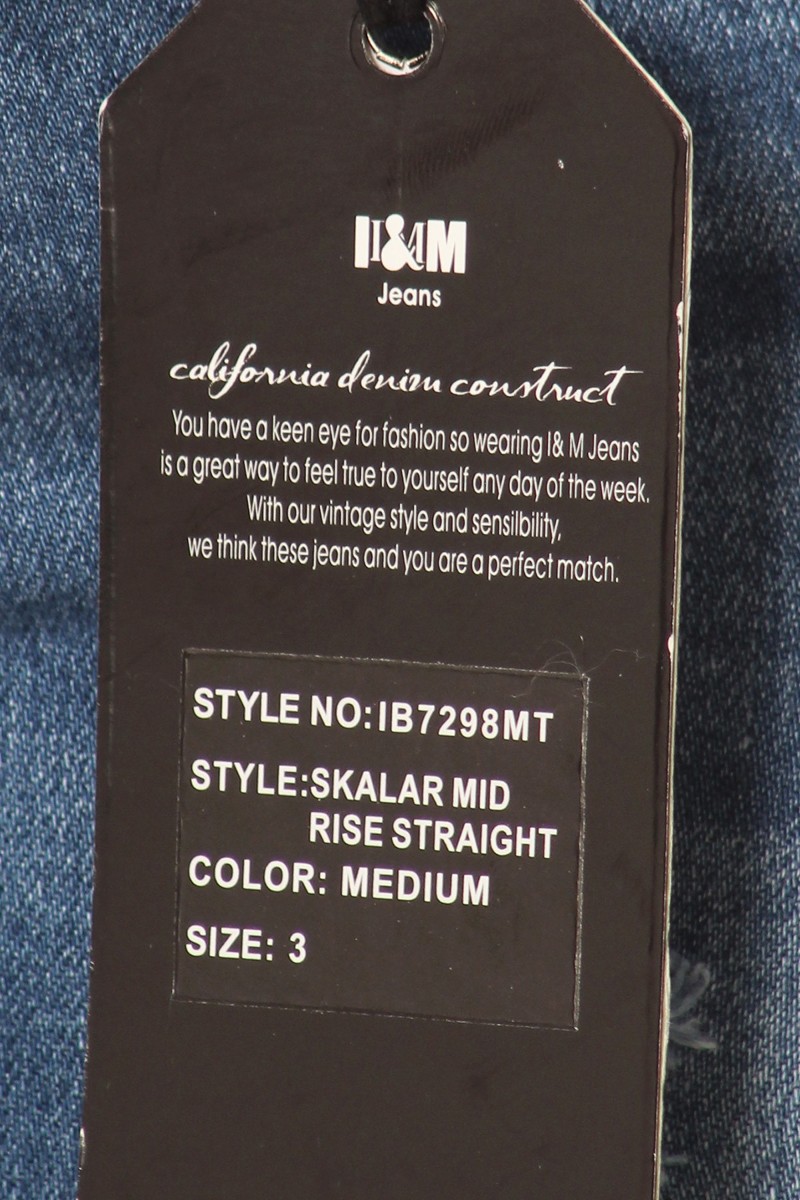 I&M
Jeans
california denim construct
You have a keen eye for fashion so wearing I& M Jeans
is a great way to feel true to yourself any day of the week.
With our vintage style and sensilbility,
we think these jeans and you are a perfect match.
STYLE NO:IB7298MT
STYLE:SKALAR MID
RISE STRAIGHT
COLOR: MEDIUM
SIZE: 3